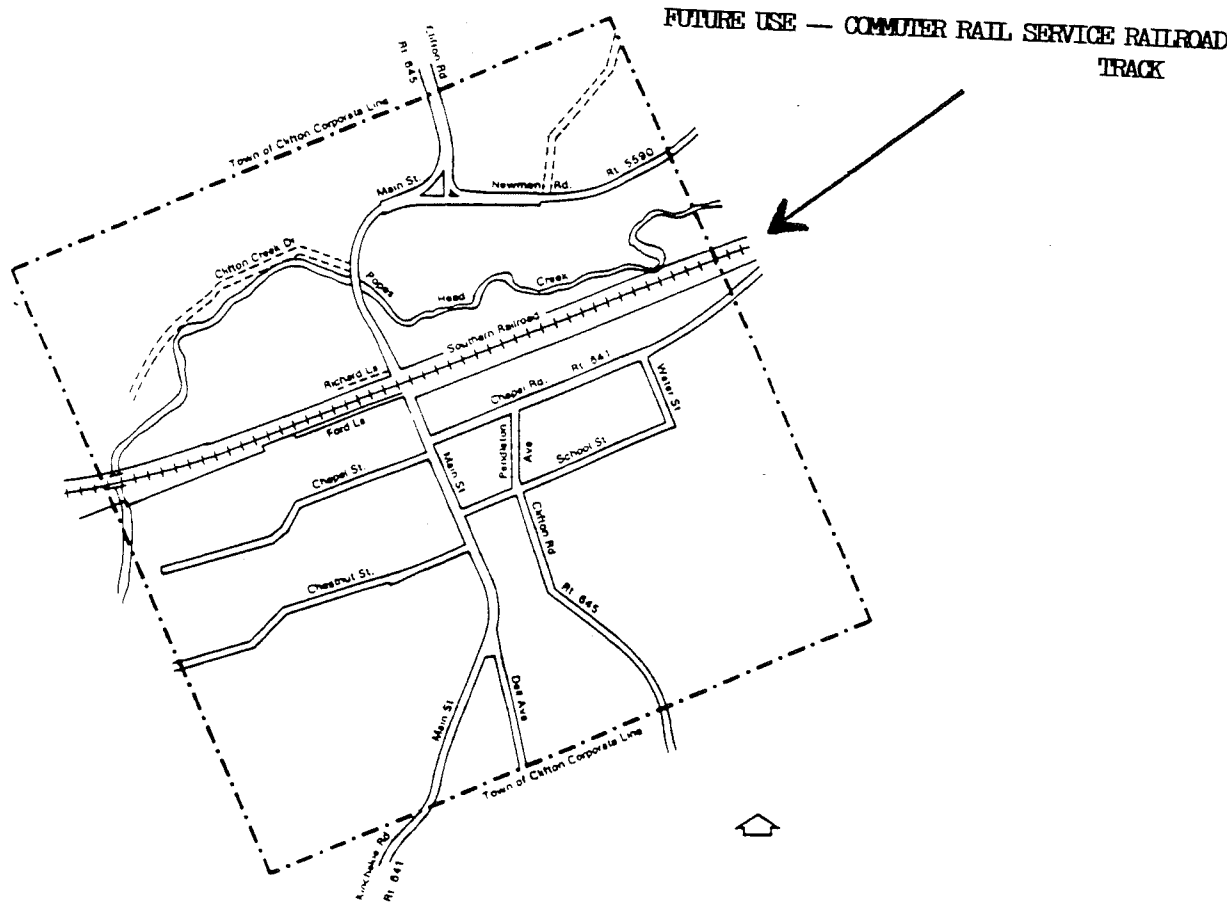 FUTURE USE — COMMUTER RAIL SERVICE RAILROAD
TRACK
Clifton Rd
Rt 645
Town of Clifton Corporate Line
Main St.
Newman Rd.
Rt. 5590
Clifton Creek Dr
Popes Head Creek
Southern Railroad
Richard La
Ford La
Chapel Rd. Rt 641
Water St
Pendleton Ave
School St
Main St
Chapel St.
Clifton Rd
Chestnut St.
Rt 645
Main St
Dell Ave
Town of Clifton Corporate Line
Rt 641